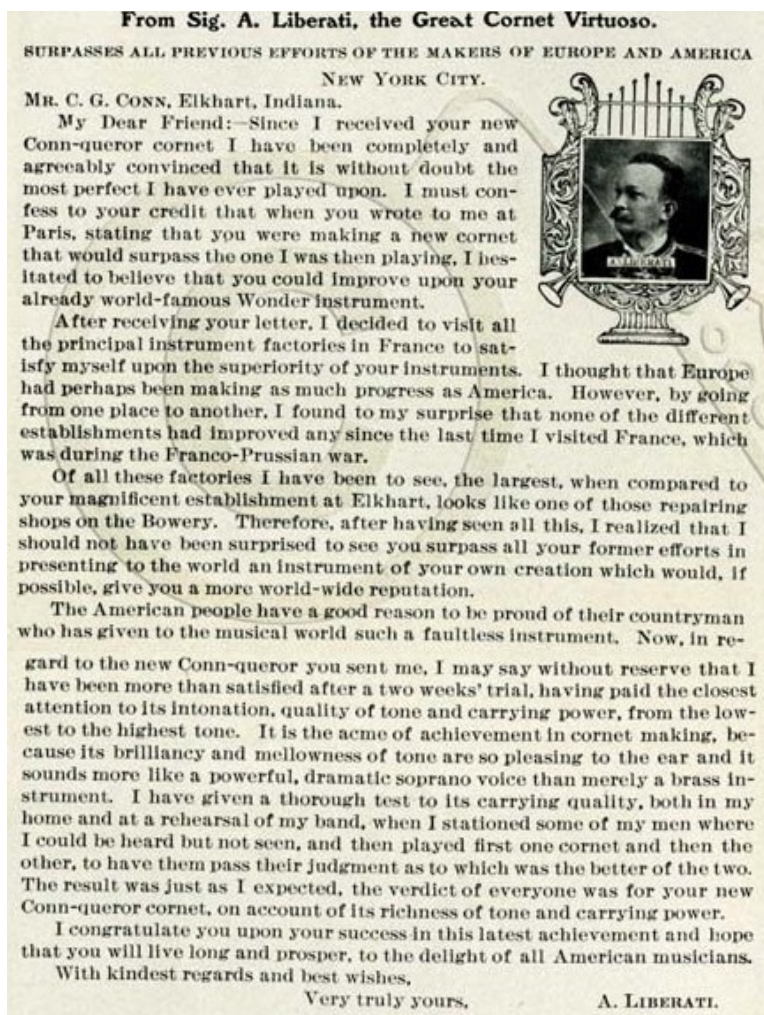 From Sig. A. Liberati, the Great Cornet Virtuoso.
SURPASSES ALL PREVIOUS EFFORTS OF THE MAKERS OF EUROPE AND AMERICA
NEW YORK CITY.
MR. C. G. CONN, Elkhart, Indiana.
My Dear Friend:—Since I received your new
Conn-queror cornet I have been completely and
agreeably convinced that it is without doubt the
most perfect I have ever played upon. I must con-
fess to your credit that when you wrote to me at
Paris, stating that you were making a new cornet
that would surpass the one I was then playing, I hes-
itated to believe that you could improve upon your
already world-famous Wonder instrument.
A. LIBERATI
After receiving your letter, I decided to visit all
the principal instrument factories in France to sat-
isfy myself upon the superiority of your instruments. I thought that Europe
had perhaps been making as much progress as America. However, by going
from one place to another, I found to my surprise that none of the different
establishments had improved any since the last time I visited France, which
was during the Franco-Prussian war.
Of all these factories I have been to see, the largest, when compared to
your magnificent establishment at Elkhart, looks like one of those repairing
shops on the Bowery. Therefore, after having seen all this, I realized that I
should not have been surprised to see you surpass all your former efforts in
presenting to the world an instrument of your own creation which would, if
possible, give you a more world-wide reputation.
The American people have a good reason to be proud of their countryman
who has given to the musical world such a faultless instrument. Now, in re-
gard to the new Conn-queror you sent me, I may say without reserve that I
have been more than satisfied after a two weeks' trial, having paid the closest
attention to its intonation, quality of tone and carrying power, from the low-
est to the highest tone. It is the acme of achievement in cornet making, be-
cause its brilliancy and mellowness of tone are so pleasing to the ear and it
sounds more like a powerful, dramatic soprano voice than merely a brass in-
strument. I have given a thorough test to its carrying quality, both in my
home and at a rehearsal of my band, when I stationed some of my men where
I could be heard but not seen, and then played first one cornet and then the
other, to have them pass their judgment as to which was the better of the two.
The result was just as I expected, the verdict of everyone was for your new
Conn-queror cornet, on account of its richness of tone and carrying power.
I congratulate you upon your success in this latest achievement and hope
that you will live long and prosper, to the delight of all American musicians.
With kindest regards and best wishes,
Very truly yours, A. LIBERATI.